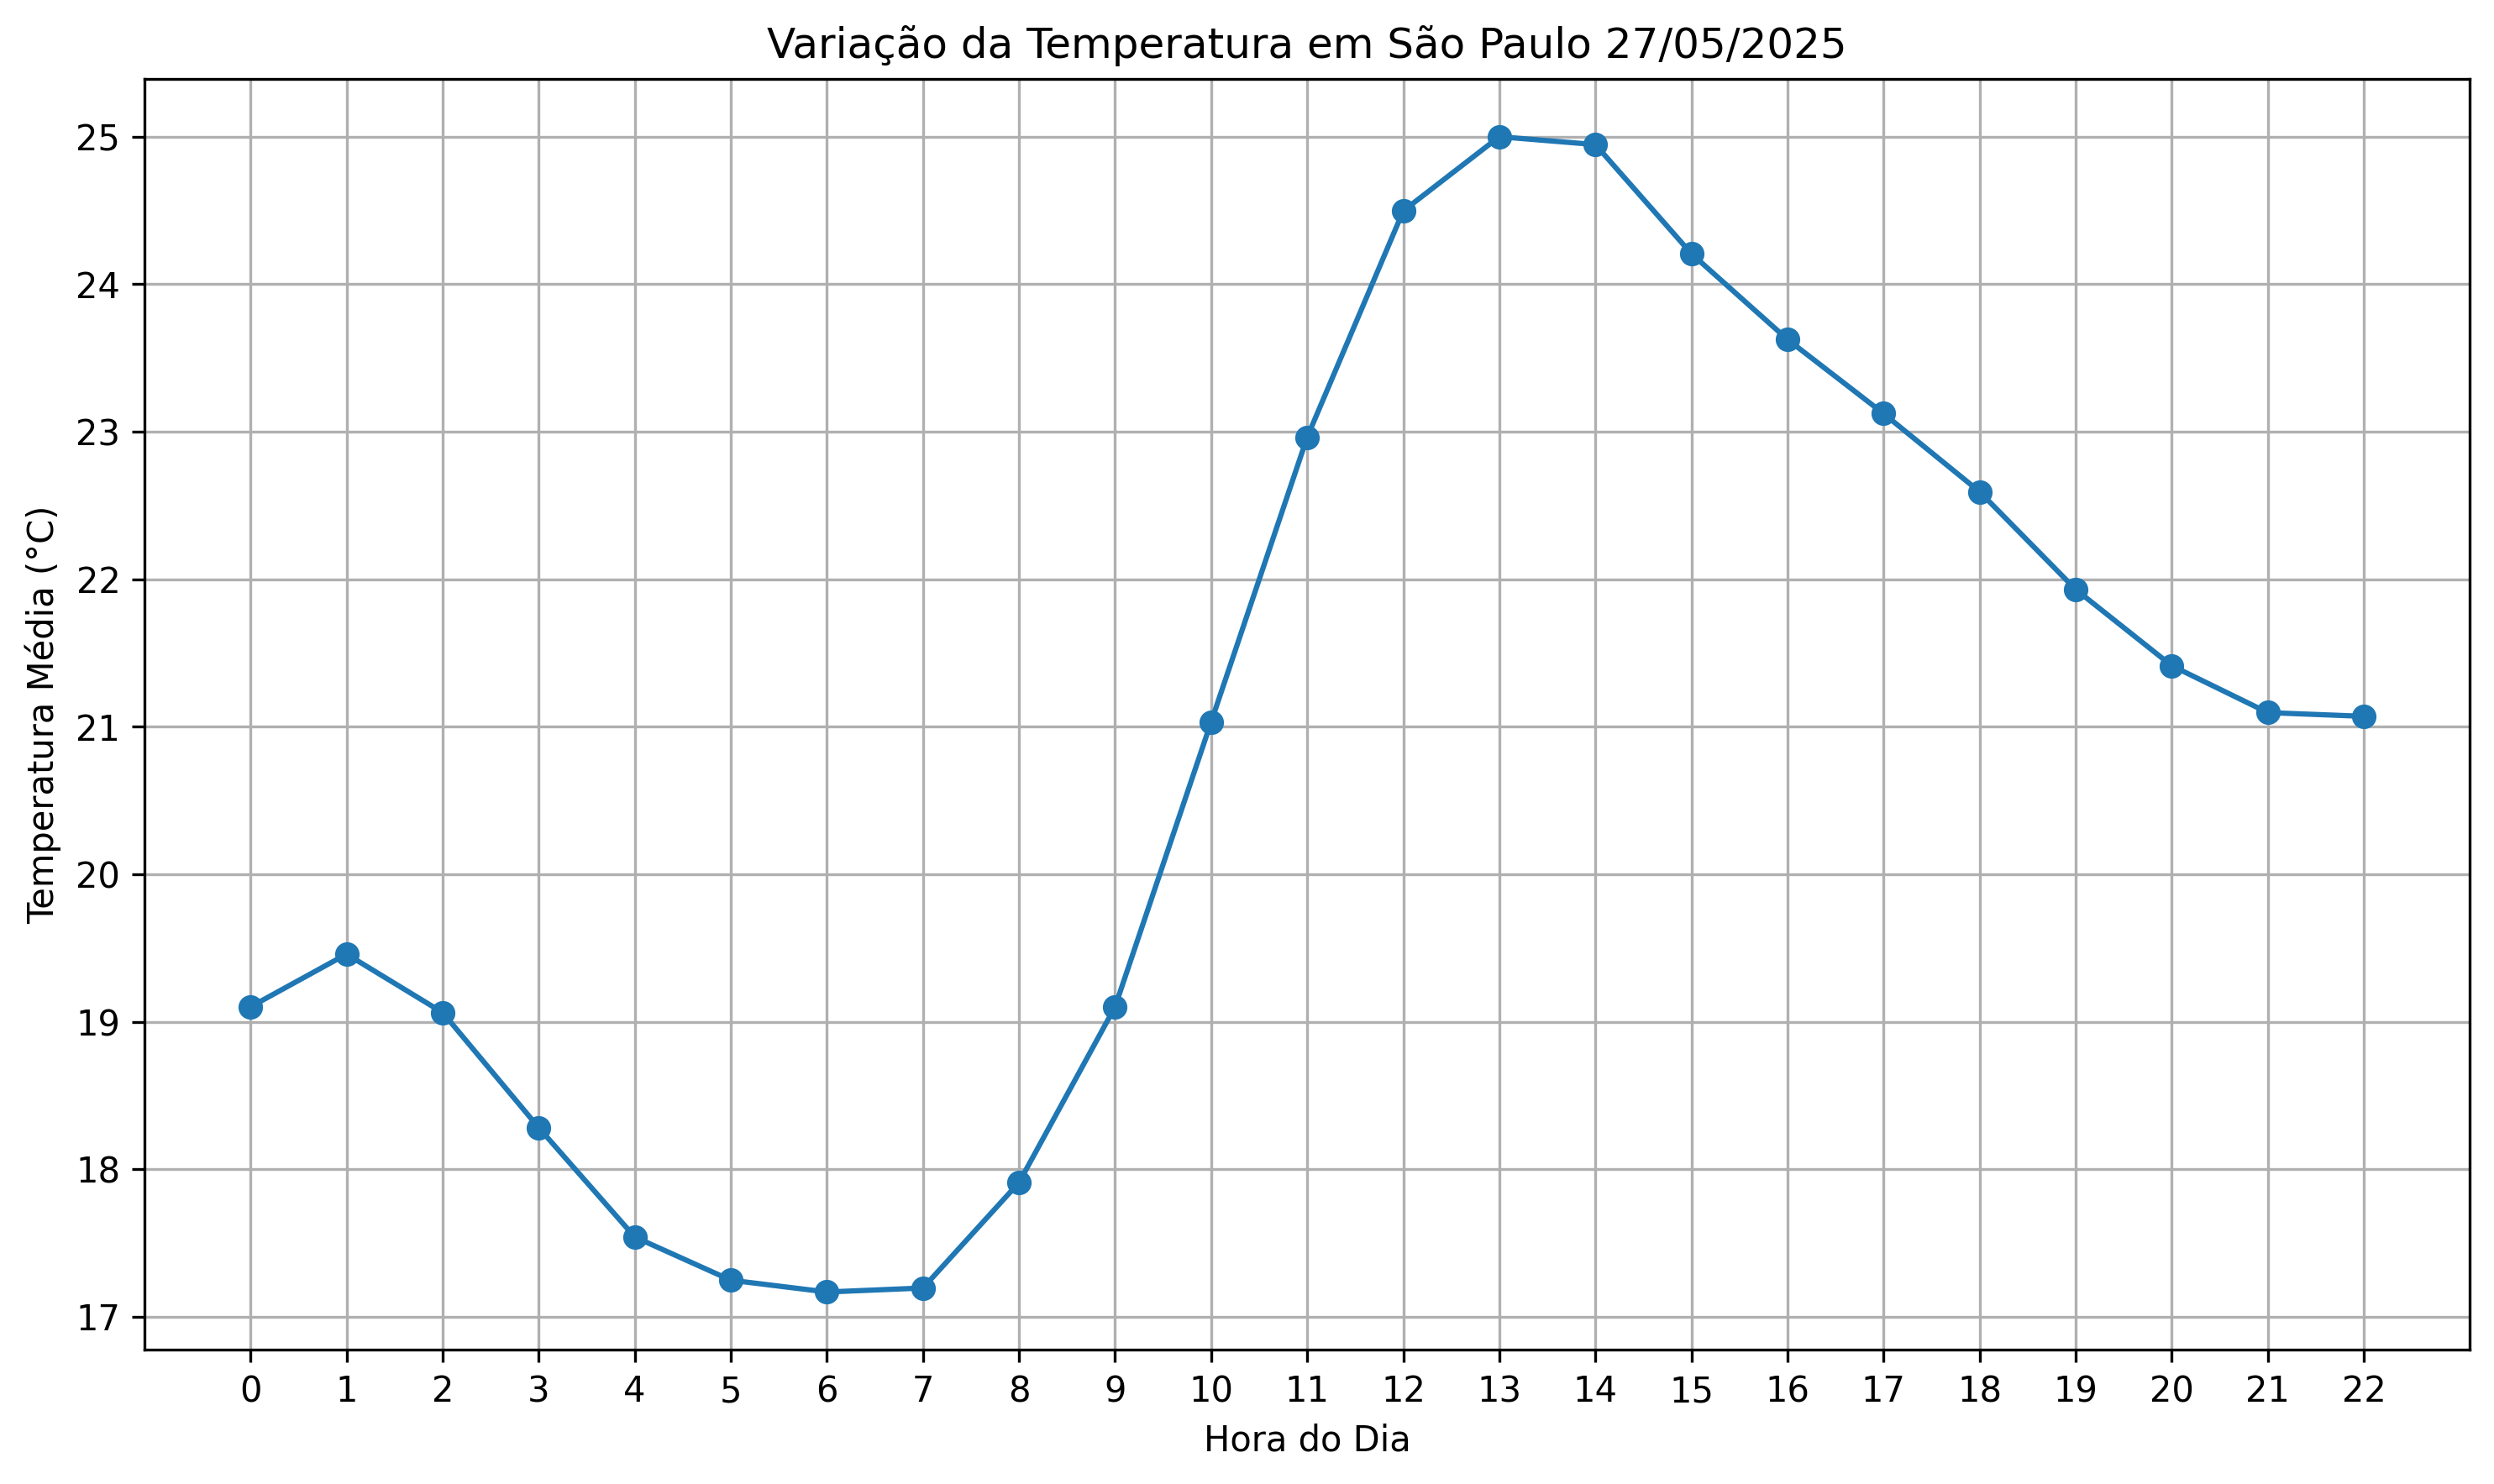 Variação da Temperatura em São Paulo 27/05/2025
25
24
23
22
21
20
19
18
17
Temperatura Média (°C)
0 1 2 3 4 5 6 7 8 9 10 11 12 13 14 15 16 17 18 19 20 21 22
Hora do Dia